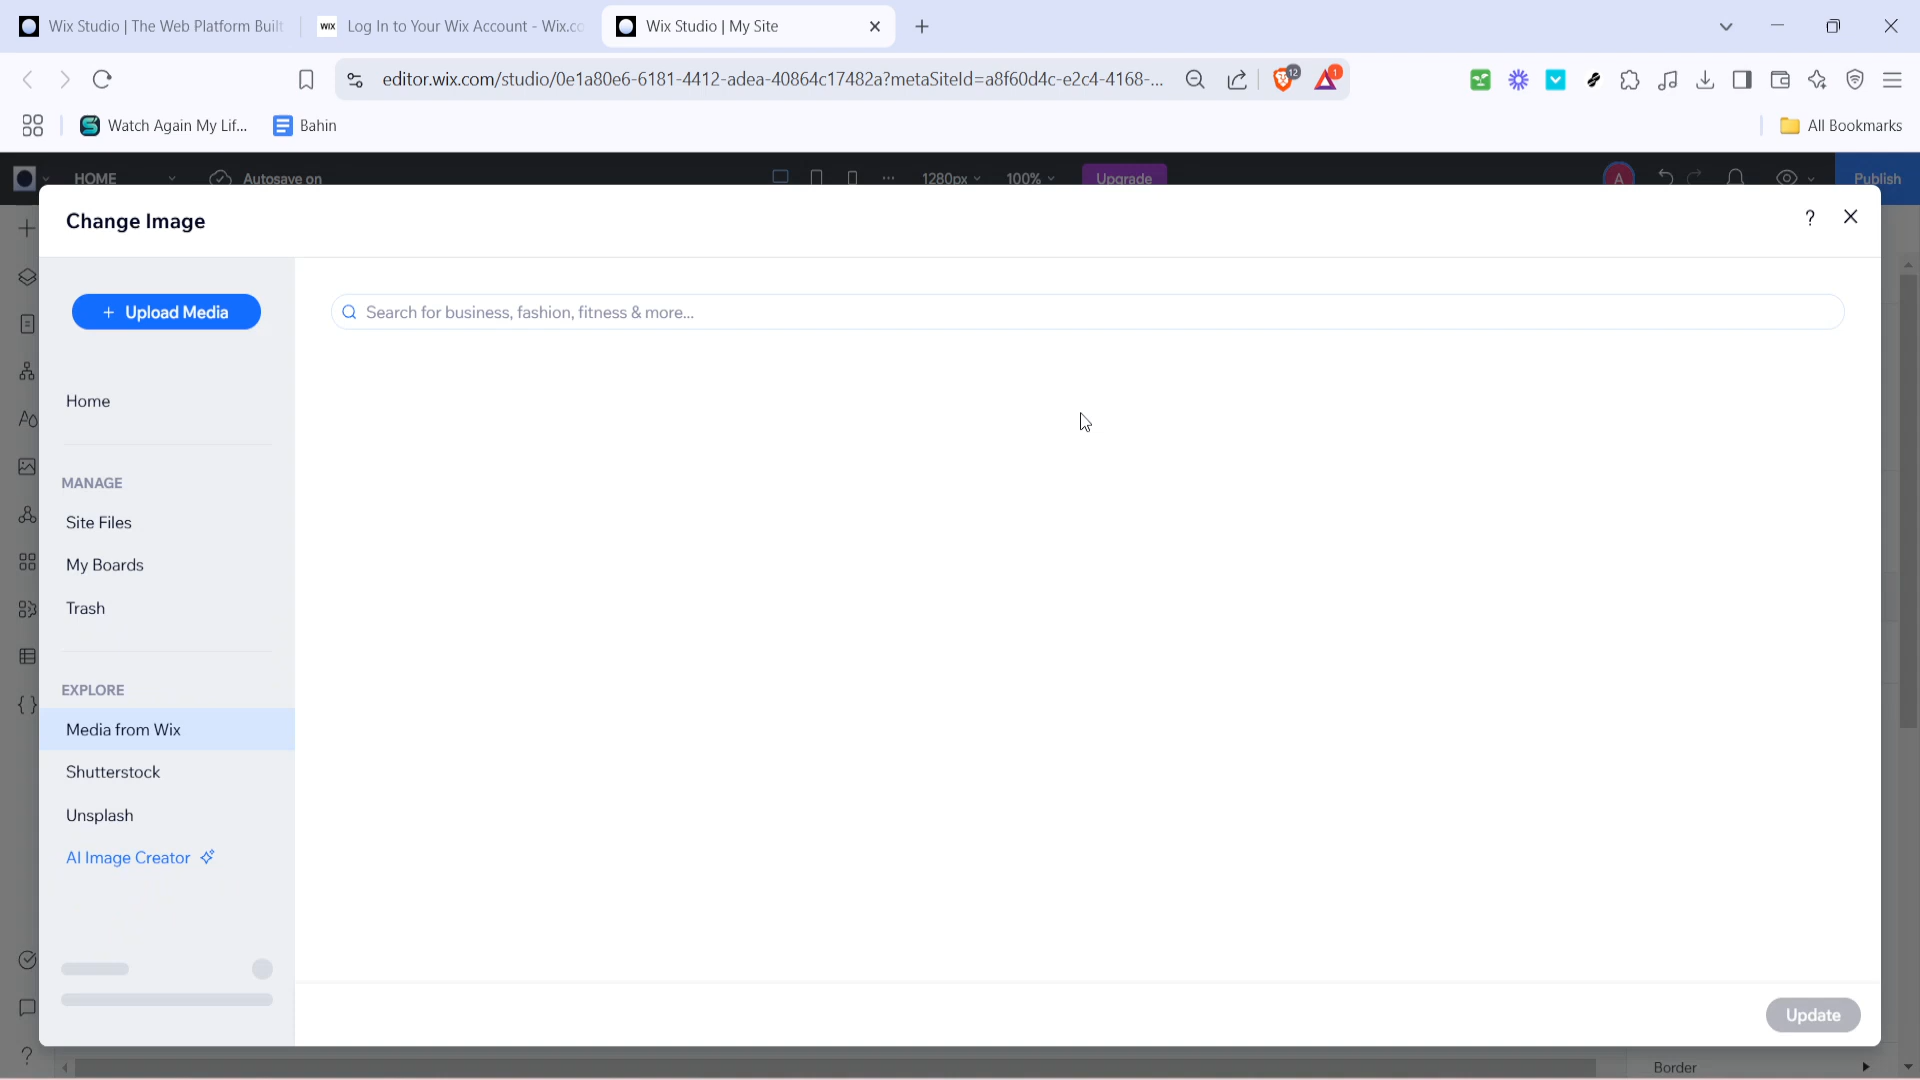 Wix Studio | The Web Platform Built
WIX Log In to Your Wix Account - Wix.co
Wix Studio | My Site
editor.wix.com/studio/0e1a80e6-6181-4412-adea-40864c17482a?metaSiteId=a8f60d4c-e2c4-4168-...
12
1
Watch Again My Lif...
Bahin
All Bookmarks
HOME
Autosave on
1280px
100%
Upgrade
A
Publish
Change Image
?
+ Upload Media
Search for business, fashion, fitness & more...
Home
MANAGE
Site Files
My Boards
Trash
EXPLORE
Media from Wix
Shutterstock
Unsplash
AI Image Creator
Update
?
Border